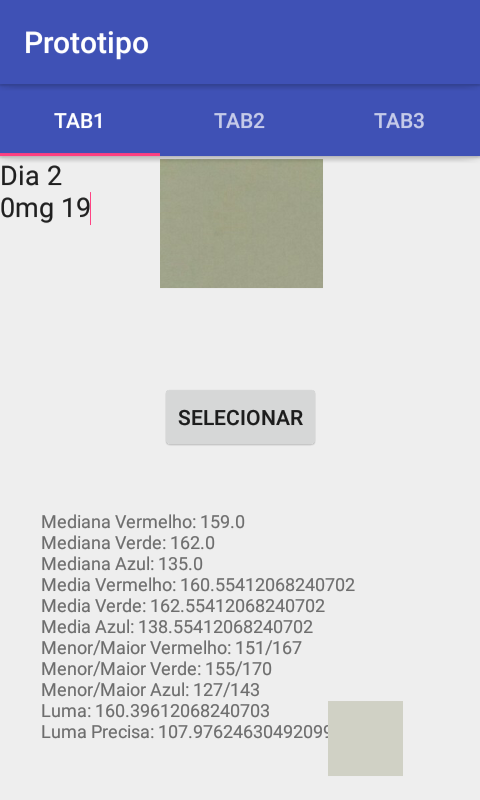 Prototipo
TAB1 TAB2 TAB3
Dia 2
0mg 19
SELECIONAR
Mediana Vermelho: 159.0
Mediana Verde: 162.0
Mediana Azul: 135.0
Media Vermelho: 160.55412068240702
Media Verde: 162.55412068240702
Media Azul: 138.55412068240702
Menor/Maior Vermelho: 151/167
Menor/Maior Verde: 155/170
Menor/Maior Azul: 127/143
Luma: 160.39612068240703
Luma Precisa: 107.97624630492099